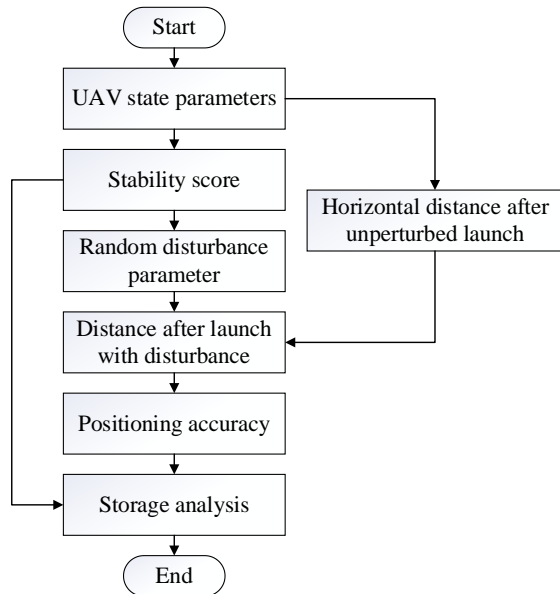 Start
UAV state parameters
Stability score
Horizontal distance after
unperturbed launch
Random disturbance
parameter
Distance after launch
with disturbance
Positioning accuracy
Storage analysis
End